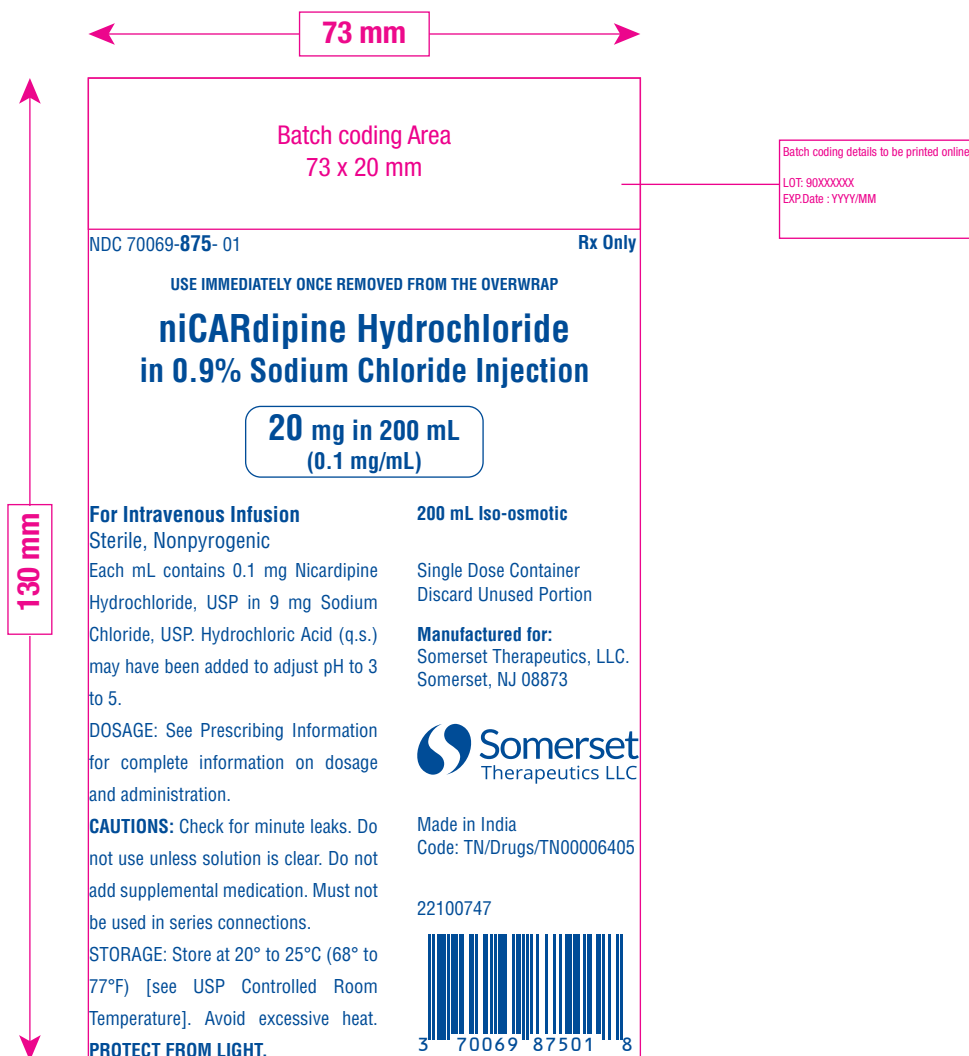 73 mm
Batch coding Area
73 x 20 mm
Batch coding details to be printed online
LOT: 90XXXXXX
EXP.Date : YYYY/MM
130 mm
NDC 70069-875- 01
Rx Only
USE IMMEDIATELY ONCE REMOVED FROM THE OVERWRAP
niCARdipine Hydrochloride
in 0.9% Sodium Chloride Injection
20 mg in 200 mL
(0.1 mg/mL)
For Intravenous Infusion
Sterile, Nonpyrogenic
Each mL contains 0.1 mg Nicardipine
Hydrochloride, USP in 9 mg Sodium
Chloride, USP. Hydrochloric Acid (q.s.)
may have been added to adjust pH to 3
to 5.
DOSAGE: See Prescribing Information
for complete information on dosage
and administration.
CAUTIONS: Check for minute leaks. Do
not use unless solution is clear. Do not
add supplemental medication. Must not
be used in series connections.
STORAGE: Store at 20° to 25°C (68° to
77°F) [see USP Controlled Room
Temperature]. Avoid excessive heat.
PROTECT FROM LIGHT.
200 mL Iso-osmotic
Single Dose Container
Discard Unused Portion
Manufactured for:
Somerset Therapeutics, LLC.
Somerset, NJ 08873
Somerset
Therapeutics LLC
Made in India
Code: TN/Drugs/TN00006405
22100747
3 70069 87501 8